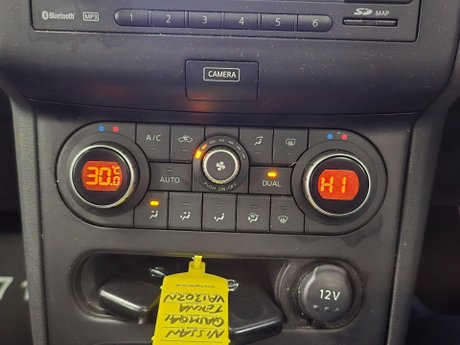 Bluetooth MP3
1 2 3 4 5 6
SD MAP
CAMERA
A/C
AUTO
PUSH ON·OFF
DUAL
30.0
HI
12V
NISSAN
QASHQAI
TEKNA
VA130ZN